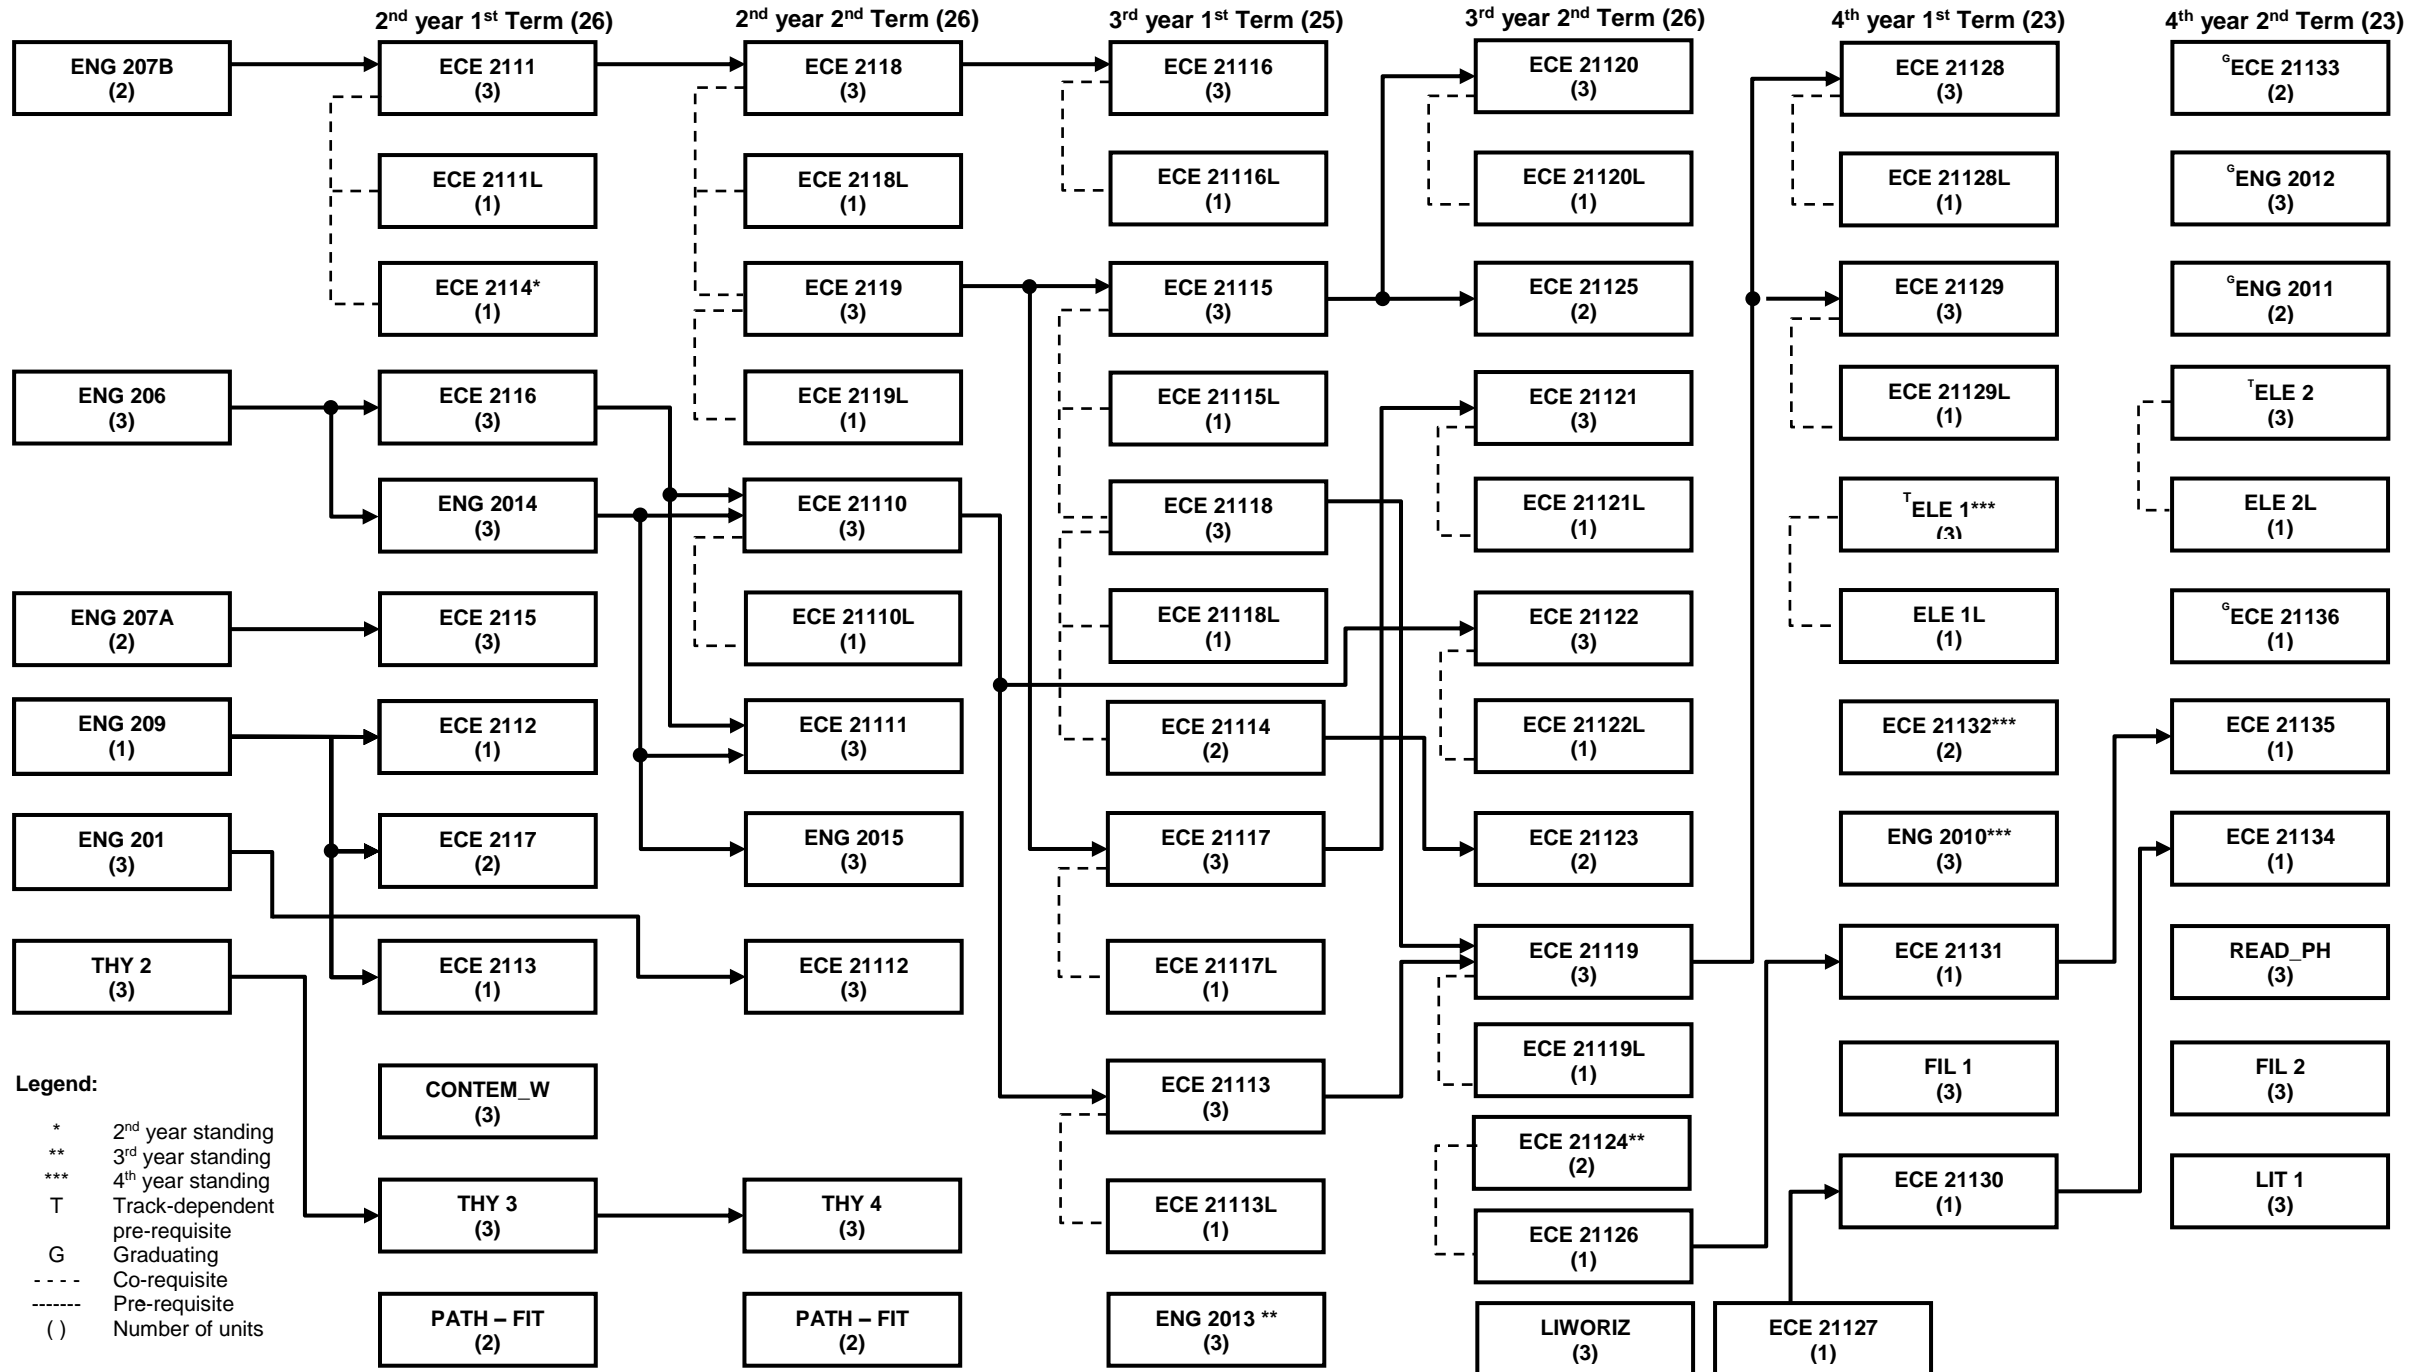 2nd year 1st Term (26)
2nd year 2nd Term (26)
3rd year 1st Term (25)
3rd year 2nd Term (26)
4th year 1st Term (23)
4th year 2nd Term (23)
ENG 207B
(2)
ENG 206
(3)
ENG 207A
(2)
ENG 209
(1)
ENG 201
(3)
THY 2
(3)
ECE 2111
(3)
ECE 2111L
(1)
ECE 2114*
(1)
ECE 2116
(3)
ENG 2014
(3)
ECE 2115
(3)
ECE 2112
(1)
ECE 2117
(2)
ECE 2113
(1)
CONTEM_W
(3)
THY 3
(3)
PATH – FIT
(2)
ECE 2118
(3)
ECE 2118L
(1)
ECE 2119
(3)
ECE 2119L
(1)
ECE 21110
(3)
ECE 21110L
(1)
ECE 21111
(3)
ENG 2015
(3)
ECE 21112
(3)
THY 4
(3)
PATH – FIT
(2)
ECE 21116
(3)
ECE 21116L
(1)
ECE 21115
(3)
ECE 21115L
(1)
ECE 21118
(3)
ECE 21118L
(1)
ECE 21114
(2)
ECE 21117
(3)
ECE 21117L
(1)
ECE 21113
(3)
ECE 21113L
(1)
ENG 2013 **
(3)
ECE 21120
(3)
ECE 21120L
(1)
ECE 21125
(2)
ECE 21121
(3)
ECE 21121L
(1)
ECE 21122
(3)
ECE 21122L
(1)
ECE 21123
(2)
ECE 21119
(3)
ECE 21119L
(1)
ECE 21124**
(2)
ECE 21126
(1)
LIWORIZ
(3)
ECE 21127
(1)
ECE 21128
(3)
ECE 21128L
(1)
ECE 21129
(3)
ECE 21129L
(1)
TELE 1***
(3)
ELE 1L
(1)
ECE 21132***
(2)
ENG 2010***
(3)
ECE 21131
(1)
FIL 1
(3)
ECE 21130
(1)
GECE 21133
(2)
GENG 2012
(3)
GENG 2011
(2)
TELE 2
(3)
ELE 2L
(1)
GECE 21136
(1)
ECE 21135
(1)
ECE 21134
(1)
READ_PH
(3)
FIL 2
(3)
LIT 1
(3)
Legend:
* 2nd year standing
** 3rd year standing
*** 4th year standing
T Track-dependent
pre-requisite
G Graduating
- - - - Co-requisite
------- Pre-requisite
( ) Number of units